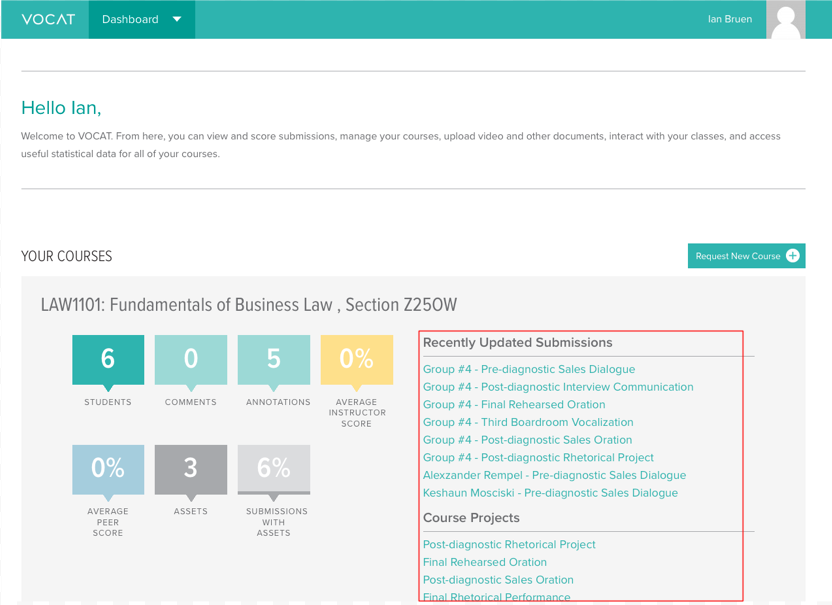 VOCAT
Dashboard
Ian Bruen
Hello Ian,
Welcome to VOCAT. From here, you can view and score submissions, manage your courses, upload video and other documents, interact with your classes, and access
useful statistical data for all of your courses.
YOUR COURSES
Request New Course
LAW1101: Fundamentals of Business Law , Section Z25OW
6
0
5
0%
STUDENTS
COMMENTS
ANNOTATIONS
AVERAGE
INSTRUCTOR
SCORE
0%
3
6%
AVERAGE
PEER
SCORE
ASSETS
SUBMISSIONS
WITH
ASSETS
Recently Updated Submissions
Group #4 - Pre-diagnostic Sales Dialogue
Group #4 - Post-diagnostic Interview Communication
Group #4 - Final Rehearsed Oration
Group #4 - Third Boardroom Vocalization
Group #4 - Post-diagnostic Sales Oration
Group #4 - Post-diagnostic Rhetorical Project
Alexzander Rempel - Pre-diagnostic Sales Dialogue
Keshaun Mosciski - Pre-diagnostic Sales Dialogue
Course Projects
Post-diagnostic Rhetorical Project
Final Rehearsed Oration
Post-diagnostic Sales Oration
Final Rhetorical Performance